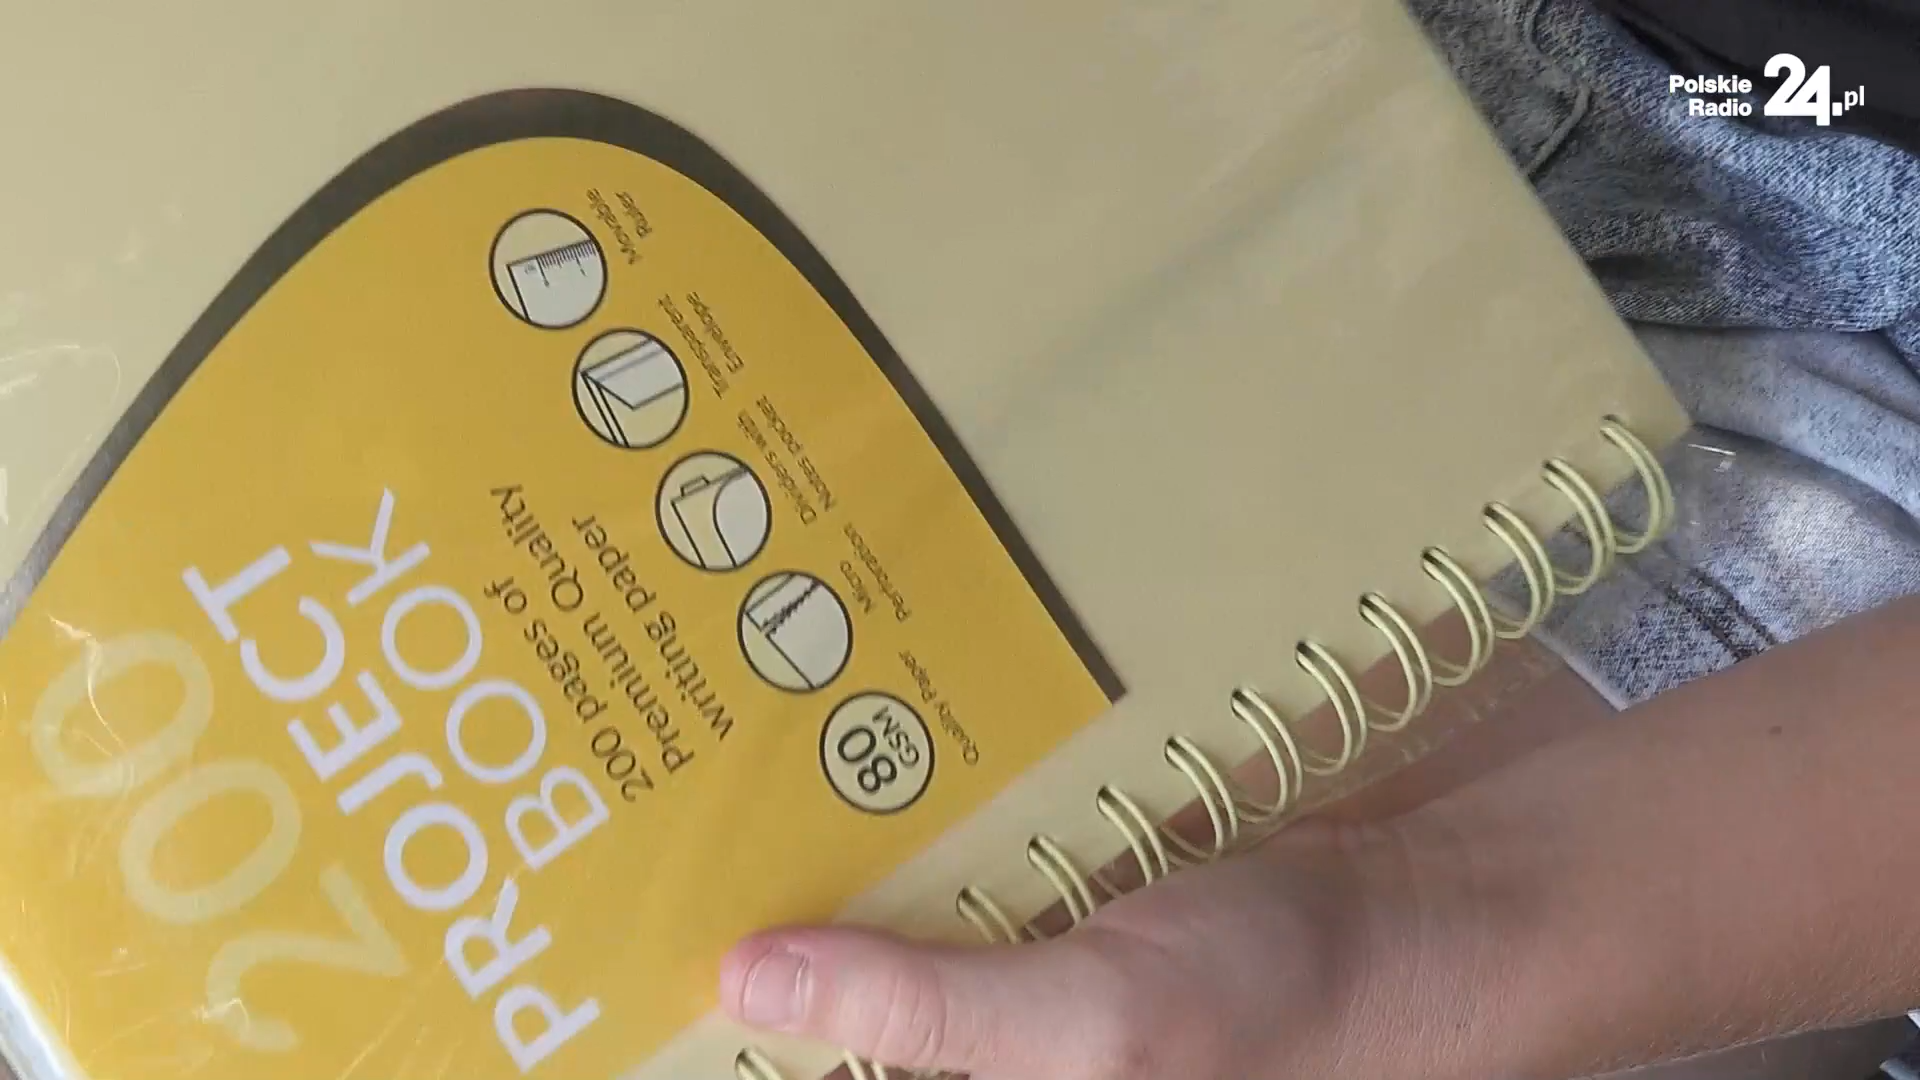 Polskie
Radio
24.pl
200
PROJECT
BOOK
200 pages of
Premium Quality
writing paper
Movable
Ruler
Transparent
Envelope
Dividers with
Notes pocket
Micro
Perforation
80
GSM
Quality Paper